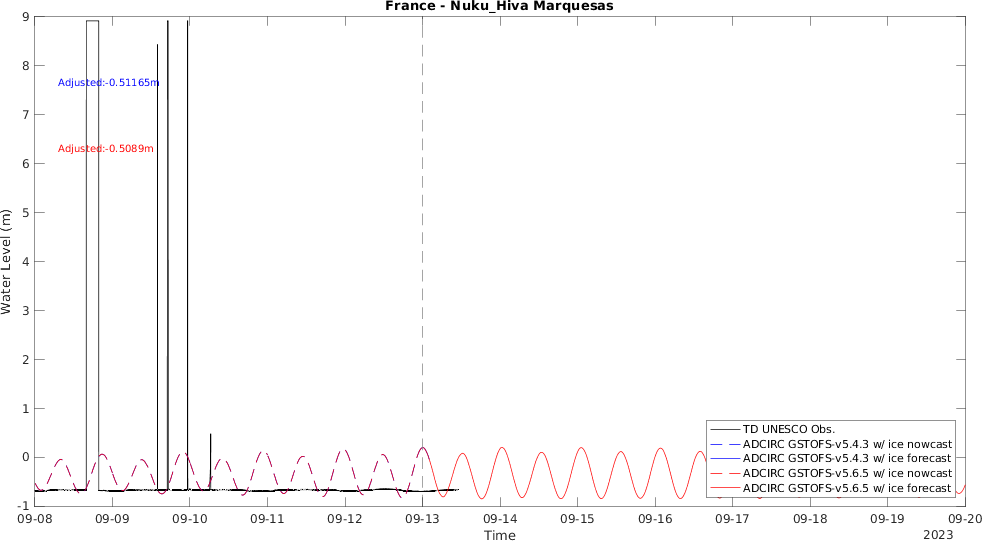 France - Nuku_Hiva Marquesas
9
8
7
6
5
4
3
2
1
0
-1
Water Level (m)
Adjusted:-0.51165m
Adjusted:-0.5089m
TD UNESCO Obs.
ADCIRC GSTOFS-v5.4.3 w/ ice nowcast
ADCIRC GSTOFS-v5.4.3 w/ ice forecast
ADCIRC GSTOFS-v5.6.5 w/ ice nowcast
ADCIRC GSTOFS-v5.6.5 w/ ice forecast
09-08 09-09 09-10 09-11 09-12 09-13 09-14 09-15 09-16 09-17 09-18 09-19 09-20
Time
2023